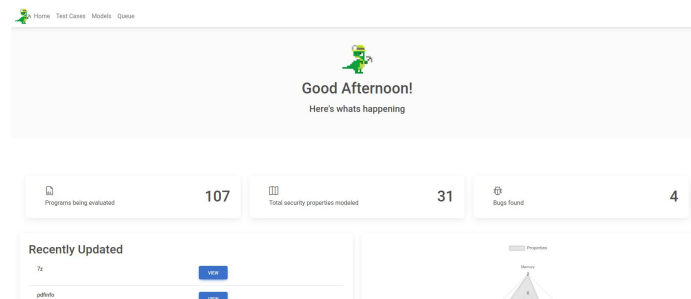 Home Test Cases Models Queue
Good Afternoon!
Here's whats happening
Programs being evaluated 107
Total security properties modeled 31
Bugs found 4
Recently Updated
7z
VIEW
pdfinfo
VIEW
Properties
Memory